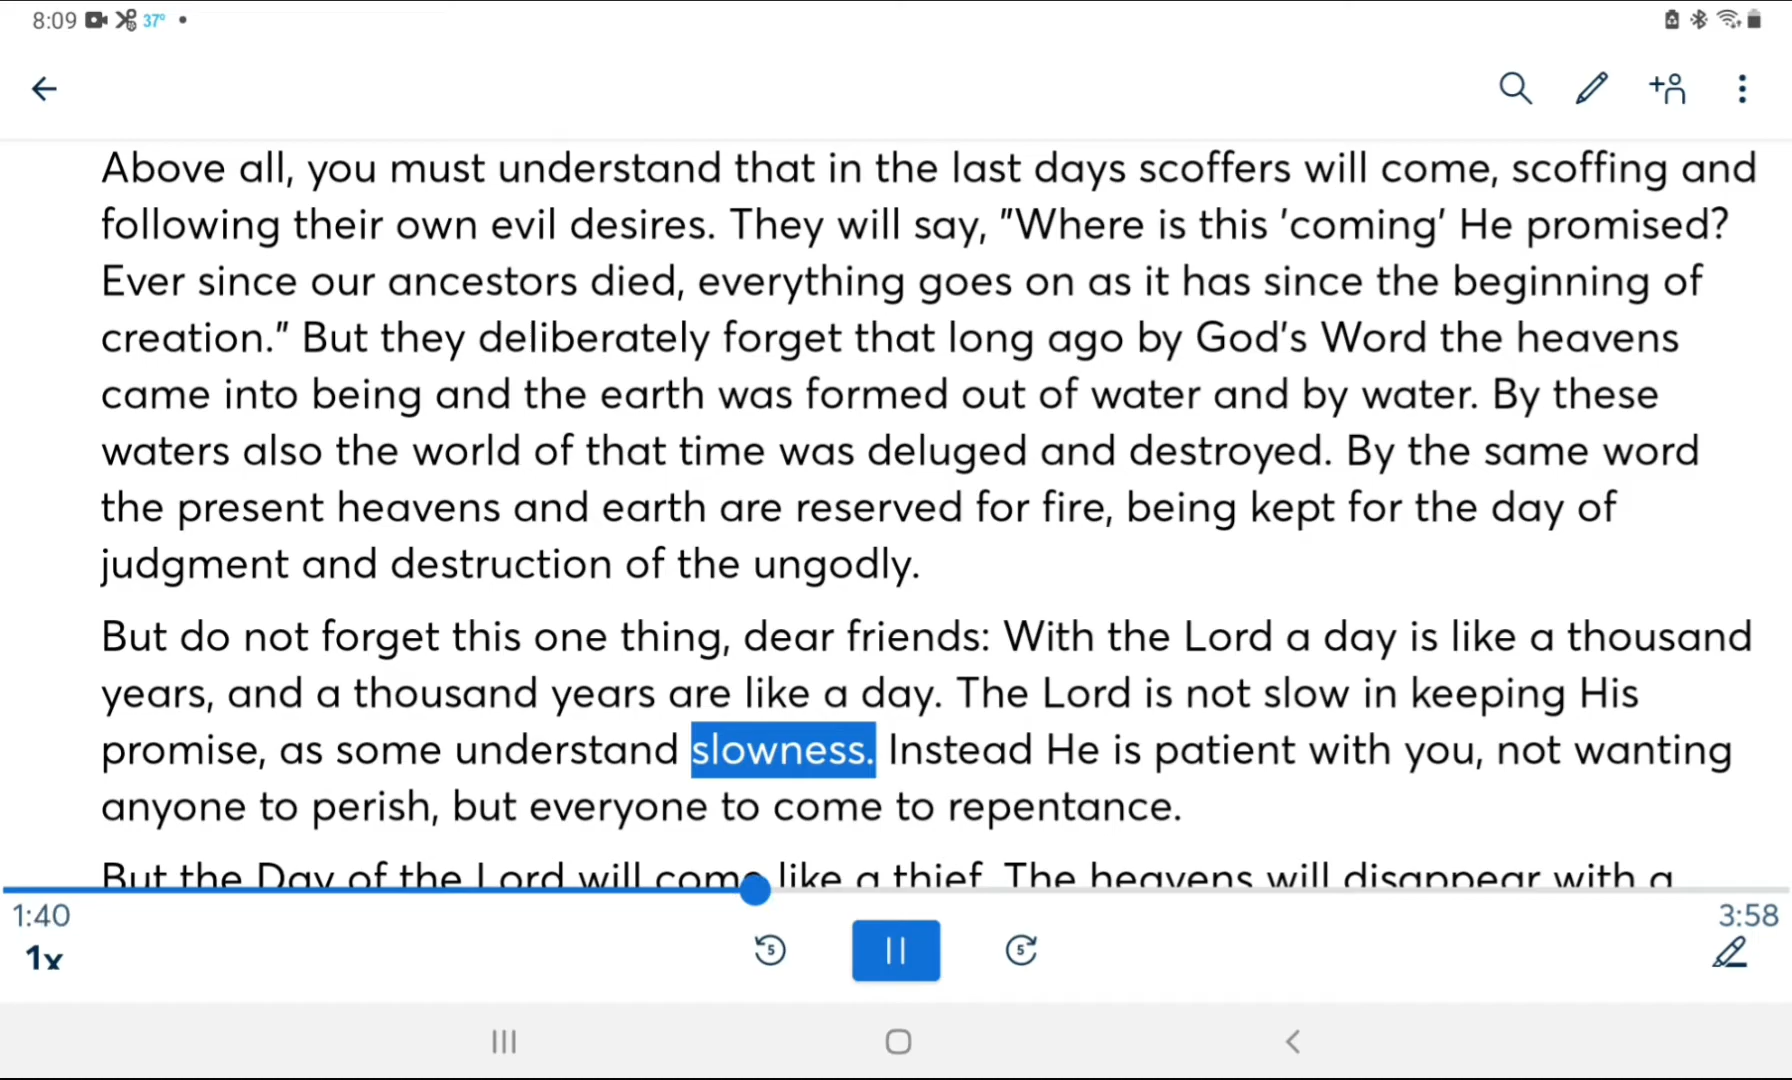 8:09 37°
Above all, you must understand that in the last days scoffers will come, scoffing and
following their own evil desires. They will say, "Where is this 'coming' He promised?
Ever since our ancestors died, everything goes on as it has since the beginning of
creation." But they deliberately forget that long ago by God's Word the heavens
came into being and the earth was formed out of water and by water. By these
waters also the world of that time was deluged and destroyed. By the same word
the present heavens and earth are reserved for fire, being kept for the day of
judgment and destruction of the ungodly.
But do not forget this one thing, dear friends: With the Lord a day is like a thousand
years, and a thousand years are like a day. The Lord is not slow in keeping His
promise, as some understand slowness. Instead He is patient with you, not wanting
anyone to perish, but everyone to come to repentance.
But the Day of the Lord will come like a thief. The heavens will disappear with a
1:40 3:58
1x 5 5